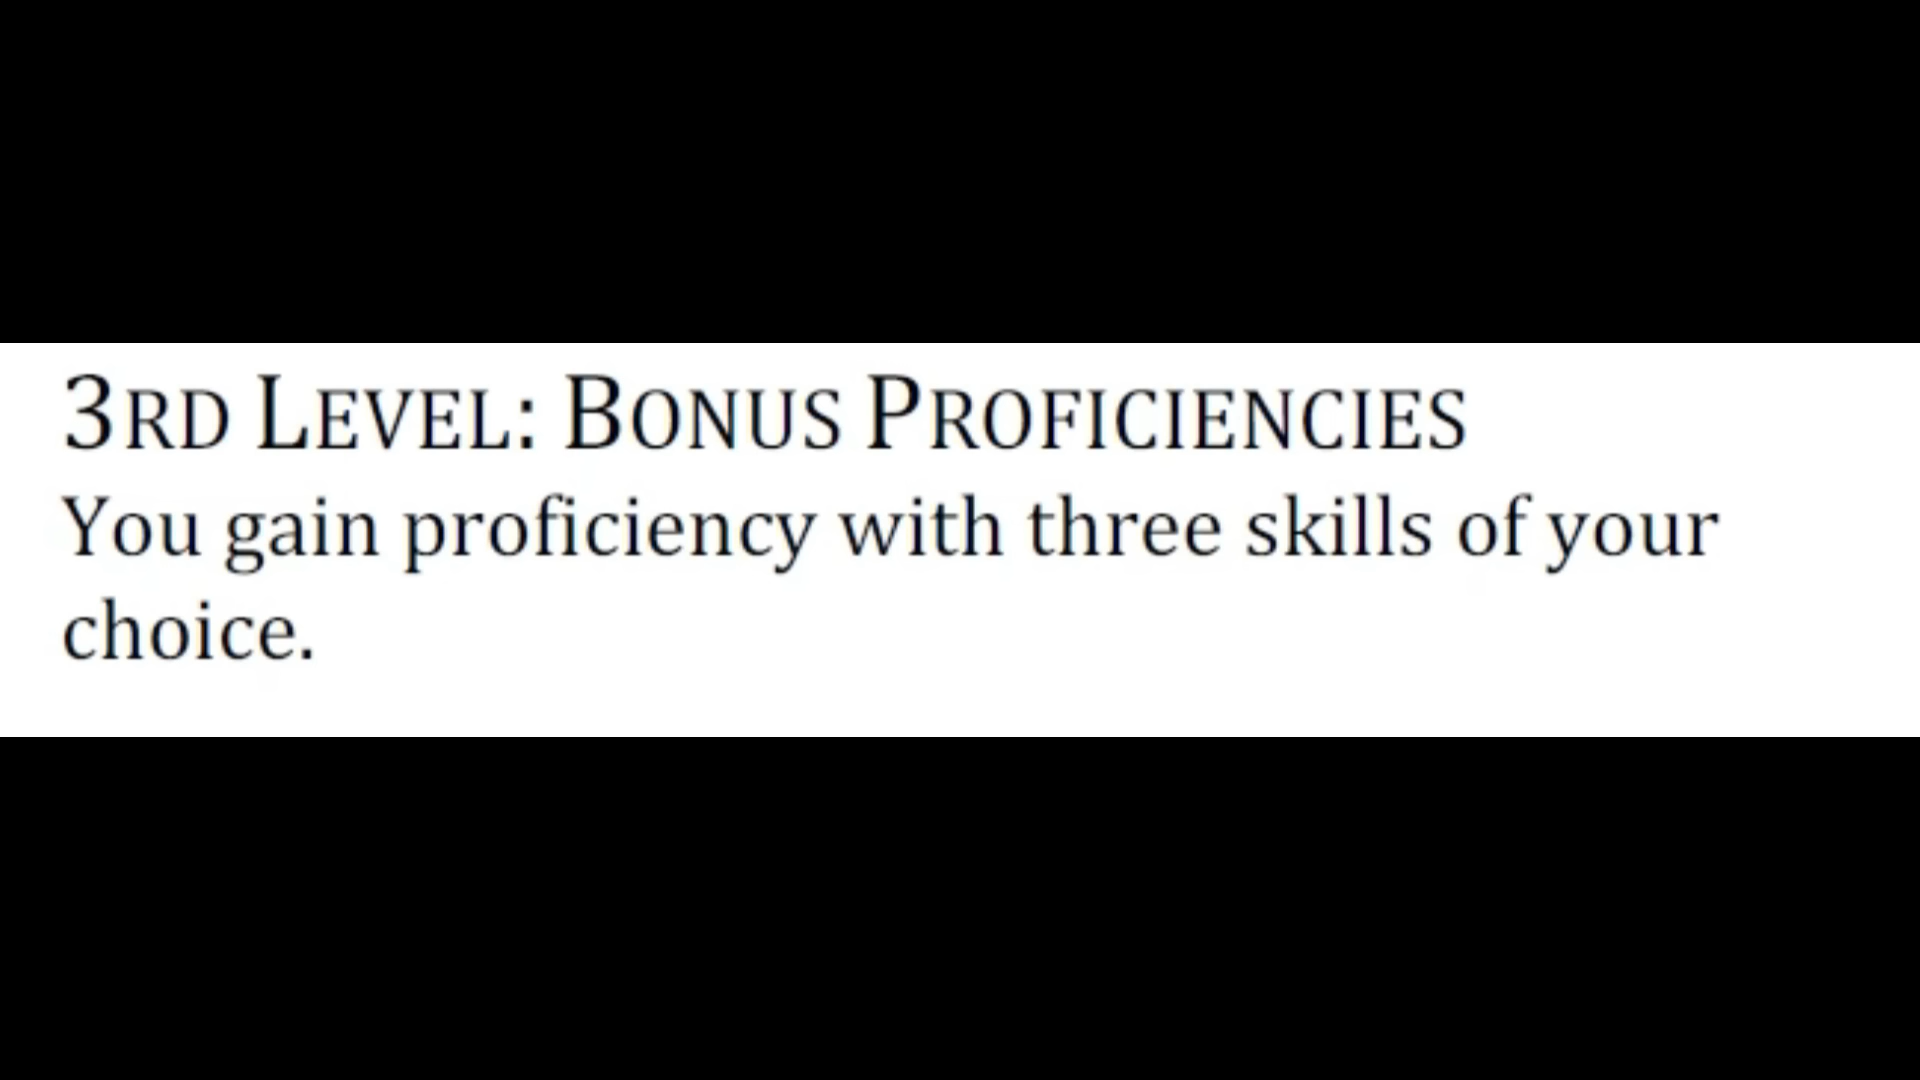 3RD LEVEL: BONUS PROFICIENCIES
You gain proficiency with three skills of your
choice.